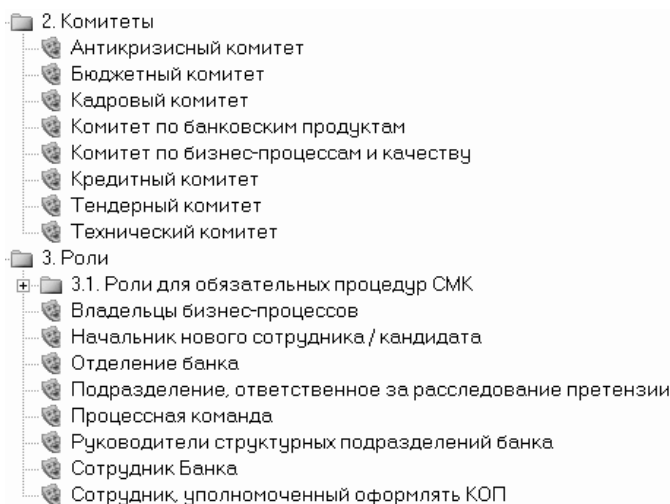 2. Комитеты
Антикризисный комитет
Бюджетный комитет
Кадровый комитет
Комитет по банковским продуктам
Комитет по бизнес-процессам и качеству
Кредитный комитет
Тендерный комитет
Технический комитет
3. Роли
3.1. Роли для обязательных процедур СМК
Владельцы бизнес-процессов
Начальник нового сотрудника / кандидата
Отделение банка
Подразделение, ответственное за расследование претензии
Процессная команда
Руководители структурных подразделений банка
Сотрудник Банка
Сотрудник, уполномоченный оформлять КОП